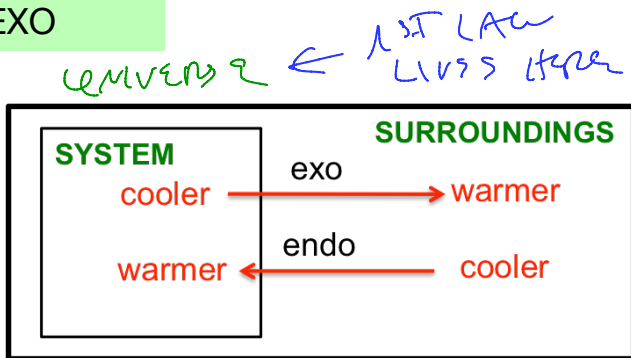 EXO
UNIVERSE ← 1ST LAW
LIVES HERE
SURROUNDINGS
SYSTEM
exo
cooler → warmer
endo
warmer ← cooler